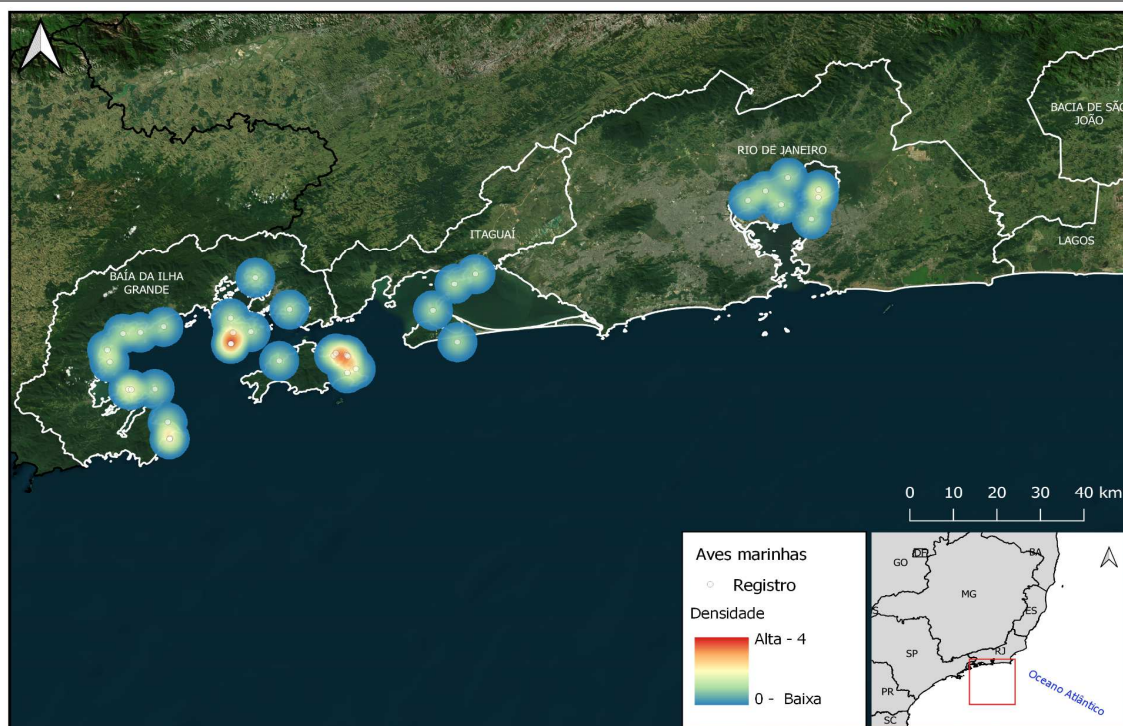 BACIA DE SÃO
JOÃO
RIO DE JANEIRO
ITAGUAÍ
LAGOS
BAÍA DA ILHA
GRANDE
0 10 20 30 40 km
Aves marinhas
Registro
Densidade
Alta - 4
0 - Baixa
GO
DF
BA
MG
ES
S
SP
RJ
PR
SC
Oceano Atlântico